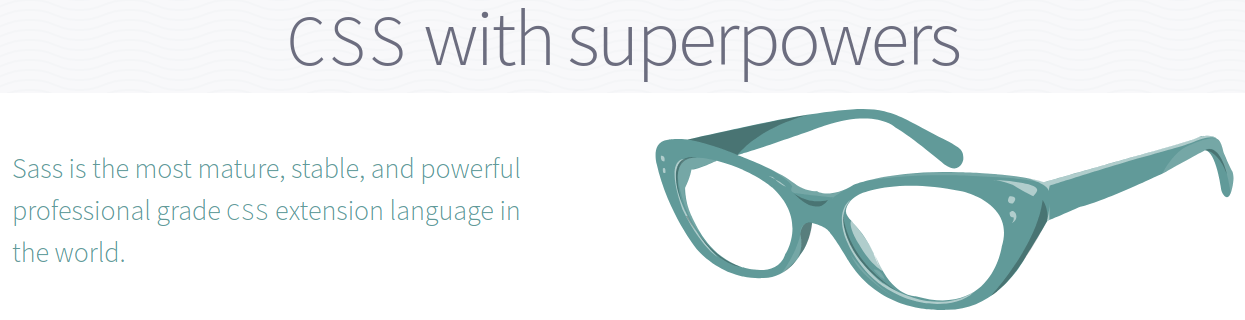 CSS with superpowers
Sass is the most mature, stable, and powerful
professional grade CSS extension language in
the world.